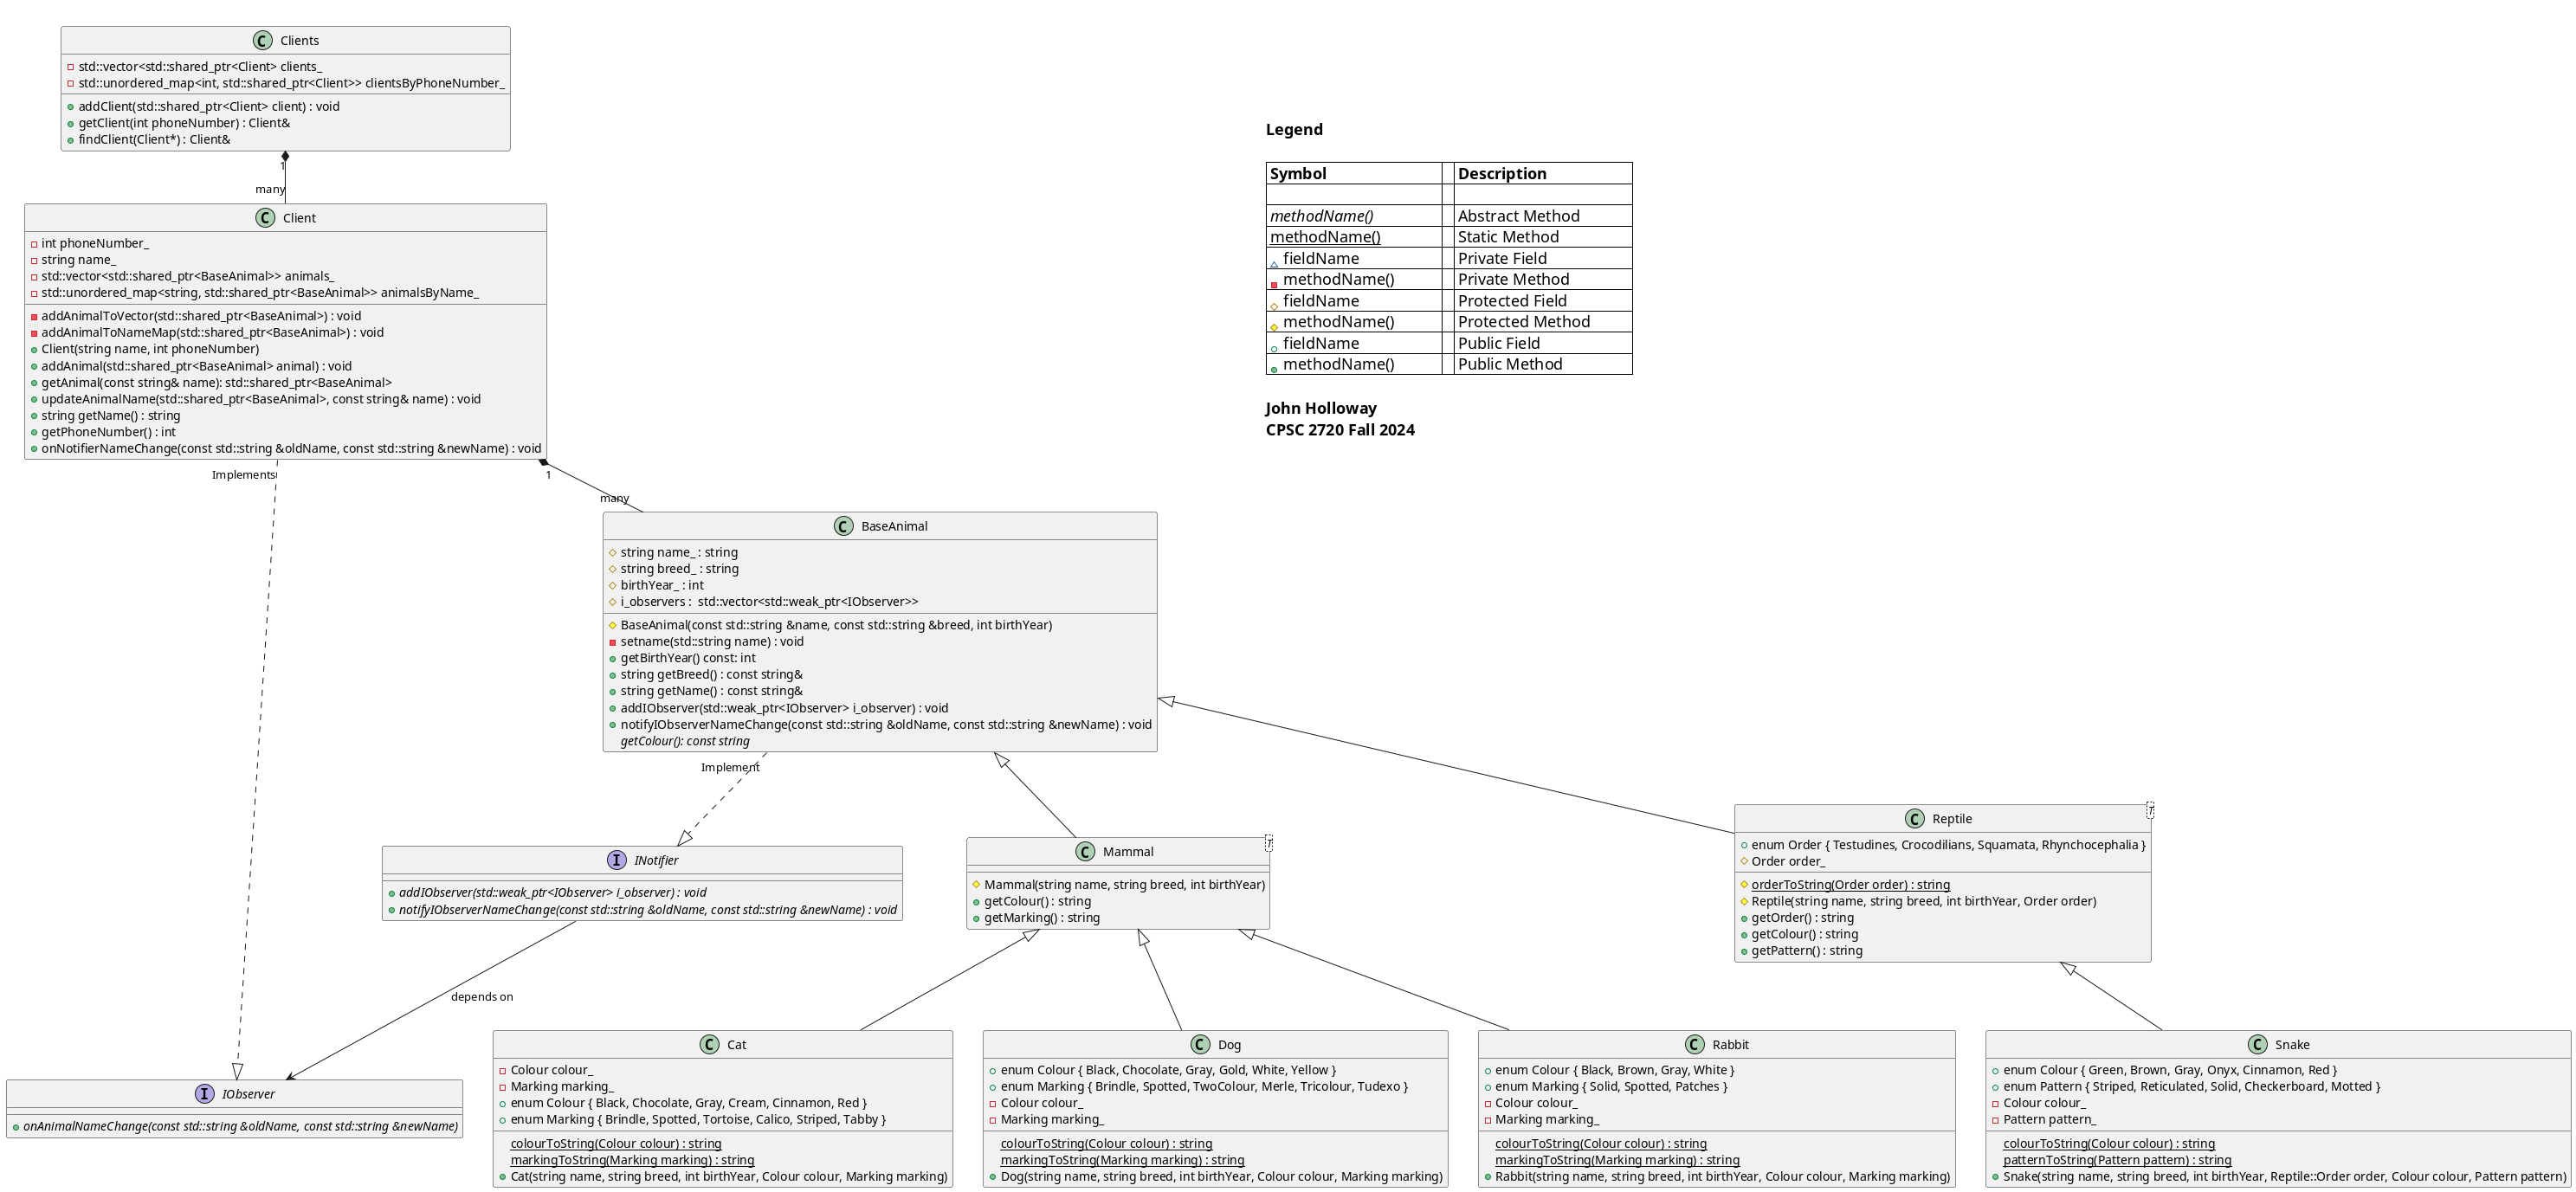 Clients
std::vector<std::shared_ptr<Client> clients_
std::unordered_map<int, std::shared_ptr<Client>> clientsByPhoneNumber_
addClient(std::shared_ptr<Client> client) : void
getClient(int phoneNumber) : Client&
findClient(Client*) : Client&
1
many
Legend
Symbol Description
methodName() Abstract Method
methodName() Static Method
fieldName Private Field
methodName() Private Method
fieldName Protected Field
methodName() Protected Method
fieldName Public Field
methodName() Public Method
John Holloway
CPSC 2720 Fall 2024
C Client
int phoneNumber_
string name_
std::vector<std::shared_ptr<BaseAnimal>> animals_
std::unordered_map<string, std::shared_ptr<BaseAnimal>> animalsByName_
addAnimalToVector(std::shared_ptr<BaseAnimal>) : void
addAnimalToNameMap(std::shared_ptr<BaseAnimal>) : void
Client(string name, int phoneNumber)
addAnimal(std::shared_ptr<BaseAnimal> animal) : void
getAnimal(const string& name): std::shared_ptr<BaseAnimal>
updateAnimalName(std::shared_ptr<BaseAnimal>, const string& name) : void
string getName() : string
getPhoneNumber() : int
onNotifierNameChange(const std::string &oldName, const std::string &newName) : void
Implements
1
many
C BaseAnimal
string name_ : string
string breed_ : string
birthYear_ : int
i_observers :  std::vector<std::weak_ptr<IObserver>>
BaseAnimal(const std::string &name, const std::string &breed, int birthYear)
setname(std::string name) : void
getBirthYear() const: int
string getBreed() : const string&
string getName() : const string&
addIObserver(std::weak_ptr<IObserver> i_observer) : void
notifyIObserverNameChange(const std::string &oldName, const std::string &newName) : void
getColour(): const string
Implement
I INotifier
addIObserver(std::weak_ptr<IObserver> i_observer) : void
notifyIObserverNameChange(const std::string &oldName, const std::string &newName) : void
depends on
C Mammal T
Mammal(string name, string breed, int birthYear)
getColour() : string
getMarking() : string
C Reptile T
enum Order { Testudines, Crocodilians, Squamata, Rhynchocephalia }
Order order_
orderToString(Order order) : string
Reptile(string name, string breed, int birthYear, Order order)
getOrder() : string
getColour() : string
getPattern() : string
I IObserver
onAnimalNameChange(const std::string &oldName, const std::string &newName)
C Cat
Colour colour_
Marking marking_
enum Colour { Black, Chocolate, Gray, Cream, Cinnamon, Red }
enum Marking { Brindle, Spotted, Tortoise, Calico, Striped, Tabby }
colourToString(Colour colour) : string
markingToString(Marking marking) : string
Cat(string name, string breed, int birthYear, Colour colour, Marking marking)
C Dog
enum Colour { Black, Chocolate, Gray, Gold, White, Yellow }
enum Marking { Brindle, Spotted, TwoColour, Merle, Tricolour, Tudexo }
Colour colour_
Marking marking_
colourToString(Colour colour) : string
markingToString(Marking marking) : string
Dog(string name, string breed, int birthYear, Colour colour, Marking marking)
C Rabbit
enum Colour { Black, Brown, Gray, White }
enum Marking { Solid, Spotted, Patches }
Colour colour_
Marking marking_
colourToString(Colour colour) : string
markingToString(Marking marking) : string
Rabbit(string name, string breed, int birthYear, Colour colour, Marking marking)
C Snake
enum Colour { Green, Brown, Gray, Onyx, Cinnamon, Red }
enum Pattern { Striped, Reticulated, Solid, Checkerboard, Motted }
Colour colour_
Pattern pattern_
colourToString(Colour colour) : string
patternToString(Pattern pattern) : string
Snake(string name, string breed, int birthYear, Reptile::Order order, Colour colour, Pattern pattern)